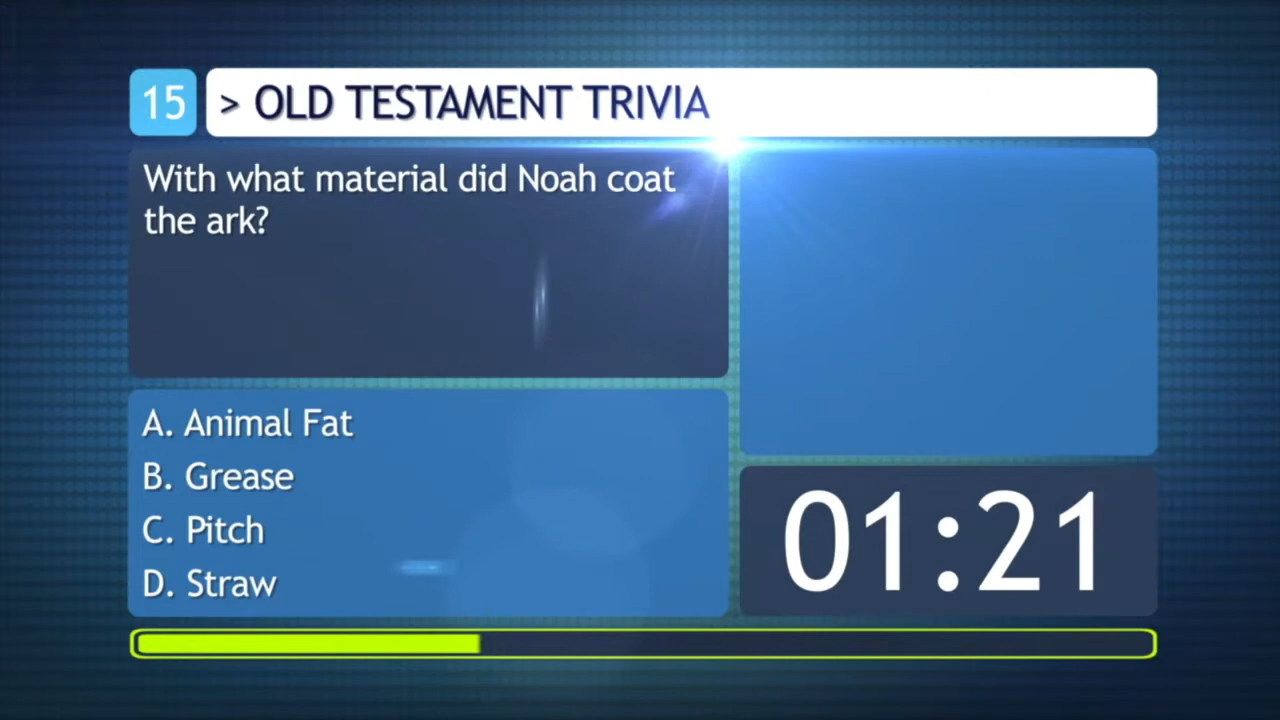 15 > OLD TESTAMENT TRIVIA
With what material did Noah coat
the ark?
A. Animal Fat
B. Grease
C. Pitch
D. Straw
01:21